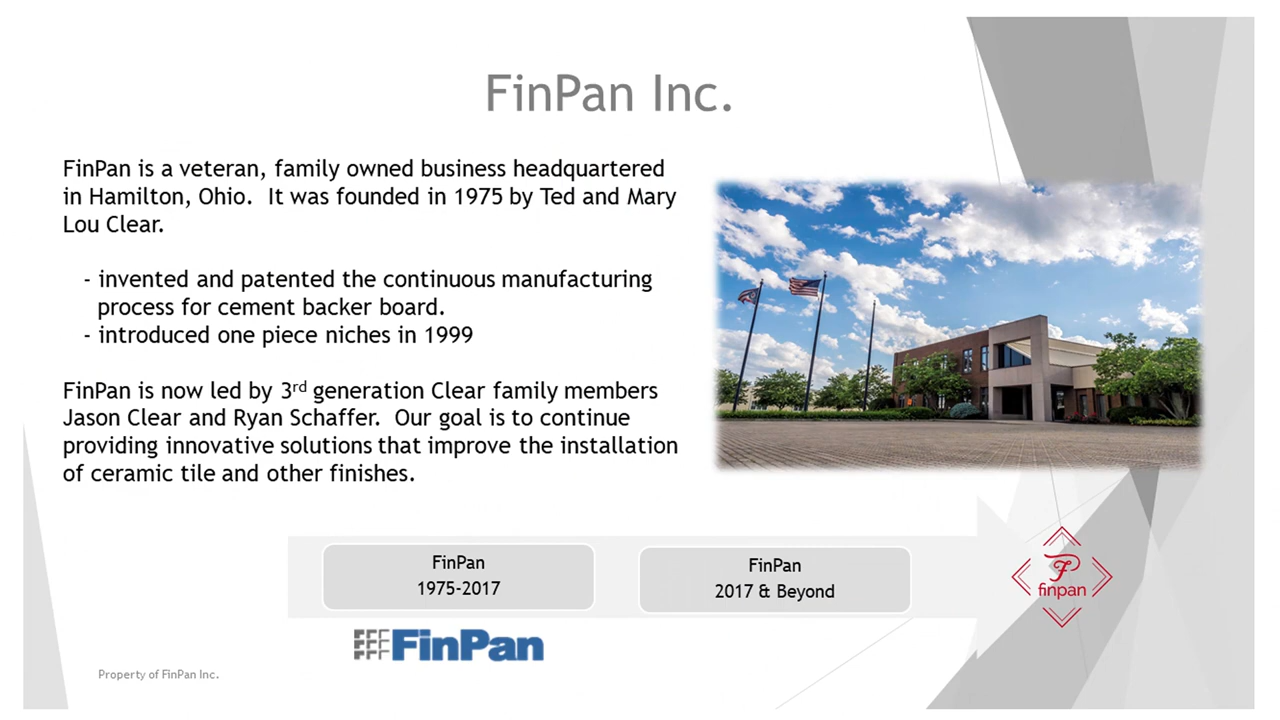 FinPan Inc.
FinPan is a veteran, family owned business headquartered
in Hamilton, Ohio.  It was founded in 1975 by Ted and Mary
Lou Clear.
- invented and patented the continuous manufacturing
process for cement backer board.
- introduced one piece niches in 1999
FinPan is now led by 3rd generation Clear family members
Jason Clear and Ryan Schaffer.  Our goal is to continue
providing innovative solutions that improve the installation
of ceramic tile and other finishes.
FinPan
1975-2017
FinPan
2017 & Beyond
finpan
FinPan
Property of FinPan Inc.